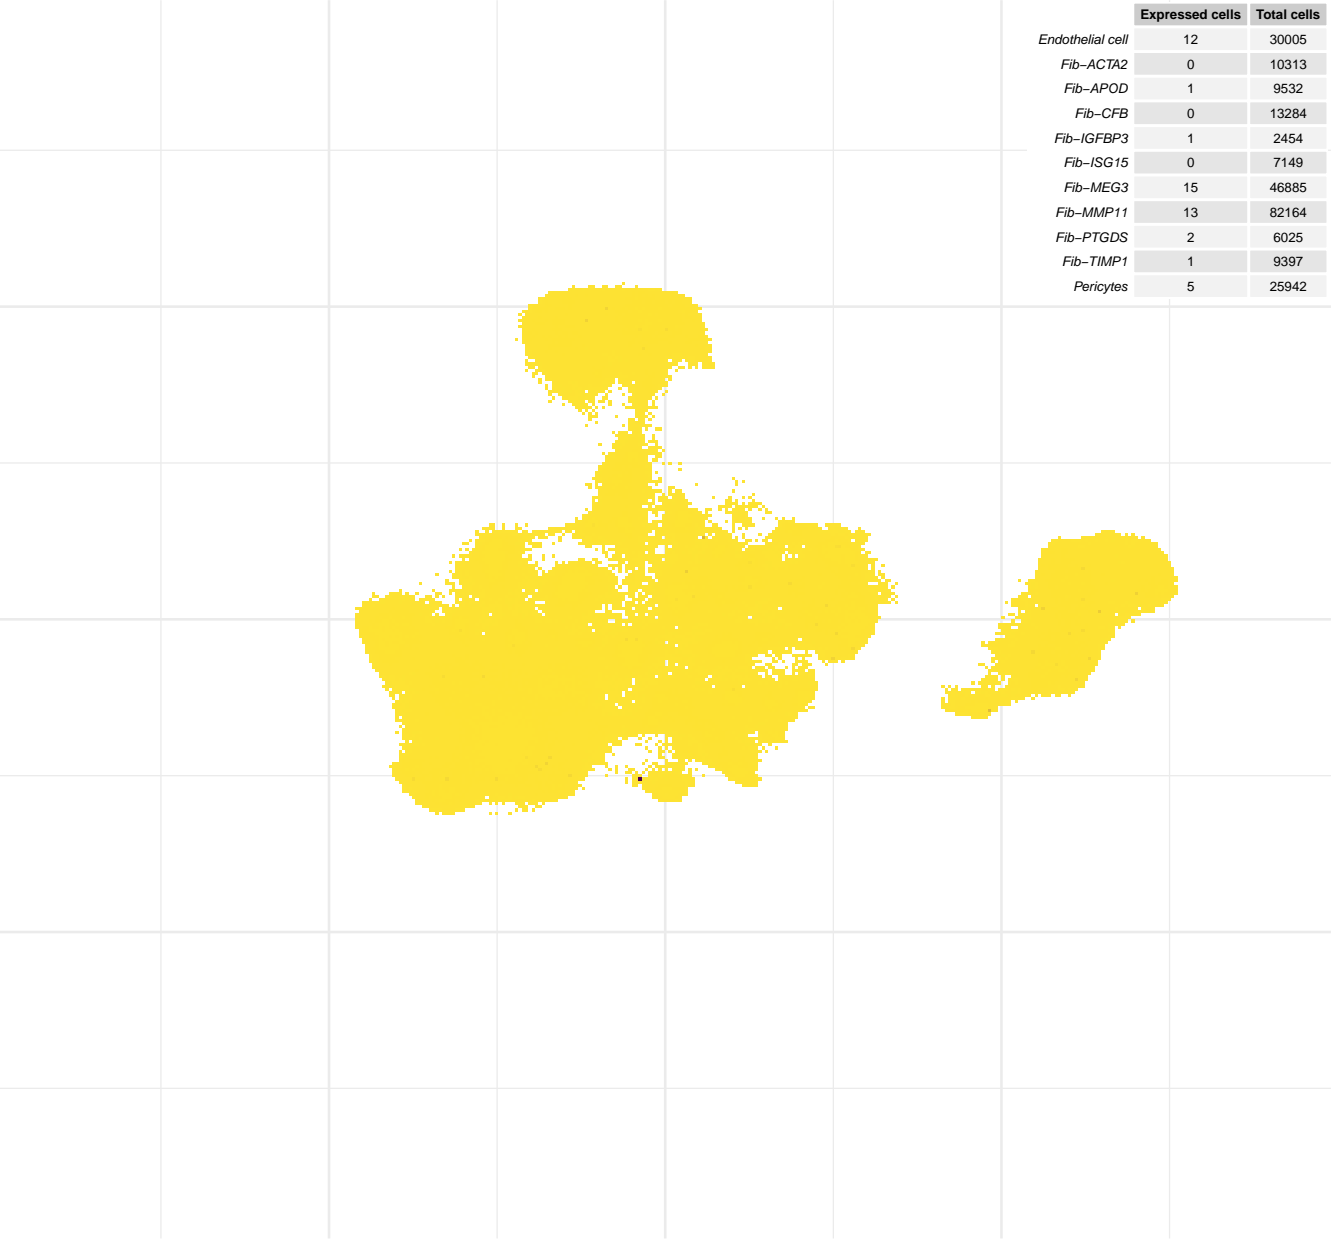 Expressed cells Total cells
Endothelial cell 12 30005
Fib−ACTA2 0 10313
Fib−APOD 1 9532
Fib−CFB 0 13284
Fib−IGFBP3 1 2454
Fib−ISG15 0 7149
Fib−MEG3 15 46885
Fib−MMP11 13 82164
Fib−PTGDS 2 6025
Fib−TIMP1 1 9397
Pericytes 5 25942